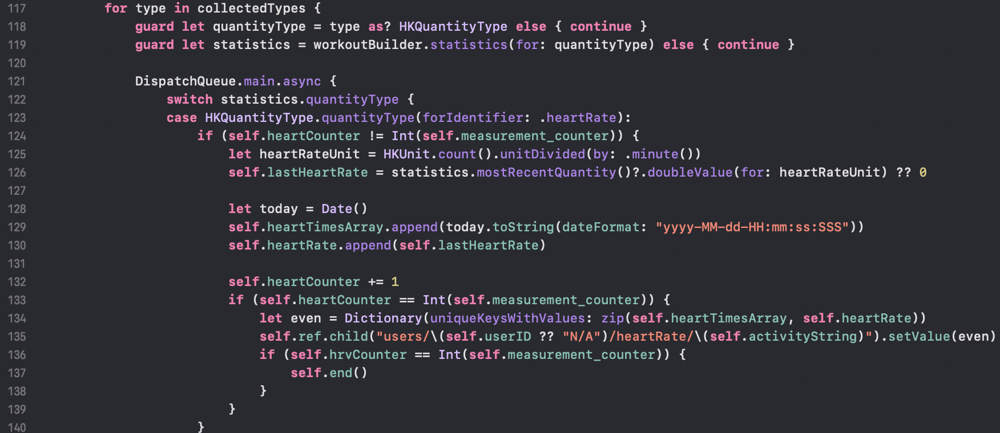 117 for type in collectedTypes {
118 guard let quantityType = type as? HKQuantityType else { continue }
119 guard let statistics = workoutBuilder.statistics(for: quantityType) else { continue }
120
121 DispatchQueue.main.async {
122 switch statistics.quantityType {
123 case HKQuantityType.quantityType(forIdentifier: .heartRate):
124 if (self.heartCounter != Int(self.measurement_counter)) {
125 let heartRateUnit = HKUnit.count().unitDivided(by: .minute())
126 self.lastHeartRate = statistics.mostRecentQuantity()?.doubleValue(for: heartRateUnit) ?? 0
127
128 let today = Date()
129 self.heartTimesArray.append(today.toString(dateFormat: "yyyy-MM-dd-HH:mm:ss:SSS"))
130 self.heartRate.append(self.lastHeartRate)
131
132 self.heartCounter += 1
133 if (self.heartCounter == Int(self.measurement_counter)) {
134 let even = Dictionary(uniqueKeysWithValues: zip(self.heartTimesArray, self.heartRate))
135 self.ref.child("users/\(self.userID ?? "N/A")/heartRate/\(self.activityString)").setValue(even)
136 if (self.hrvCounter == Int(self.measurement_counter)) {
137 self.end()
138 }
139 }
140 }